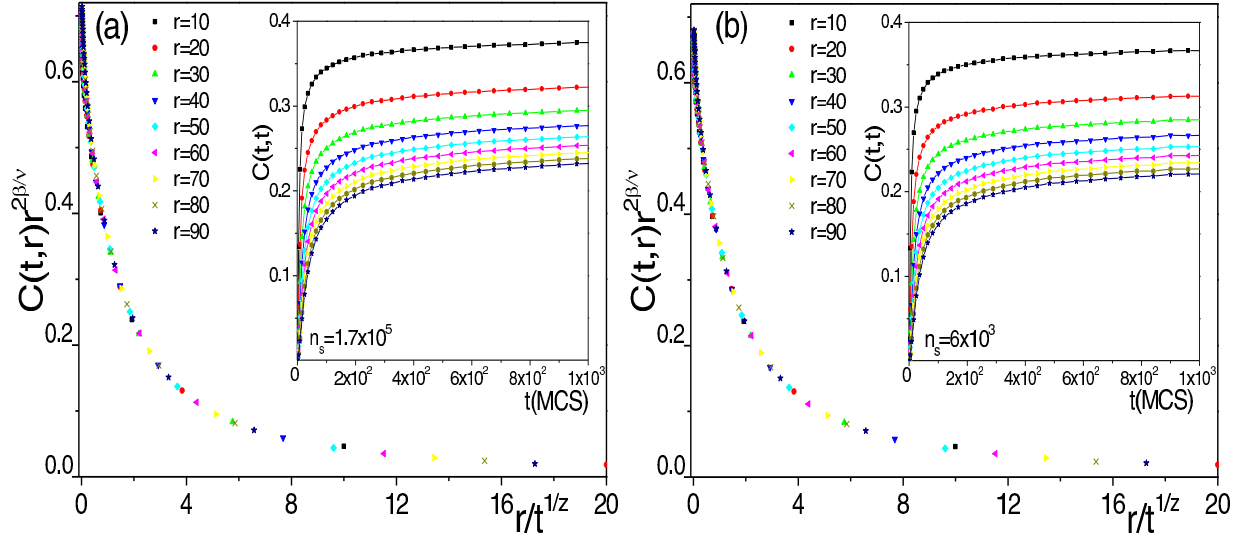 (a)
r=10
r=20
r=30
r=40
r=50
r=60
r=70
r=80
r=90
C(t,r)r^{2β/ν}
0.6
0.4
0.2
0.0
0 4 8 12 16 20
r/t^{1/z}
C(t,t)
0.4
0.3
0.2
0.1
n_s=1.7x10^5
0 2x10^2 4x10^2 6x10^2 8x10^2 1x10^3
t(MCS)
(b)
r=10
r=20
r=30
r=40
r=50
r=60
r=70
r=80
r=90
C(t,r)r^{2β/ν}
0.6
0.4
0.2
0.0
0 4 8 12 16 20
r/t^{1/z}
C(t,t)
0.4
0.3
0.2
0.1
n_s=6x10^3
0 2x10^2 4x10^2 6x10^2 8x10^2 1x10^3
t(MCS)